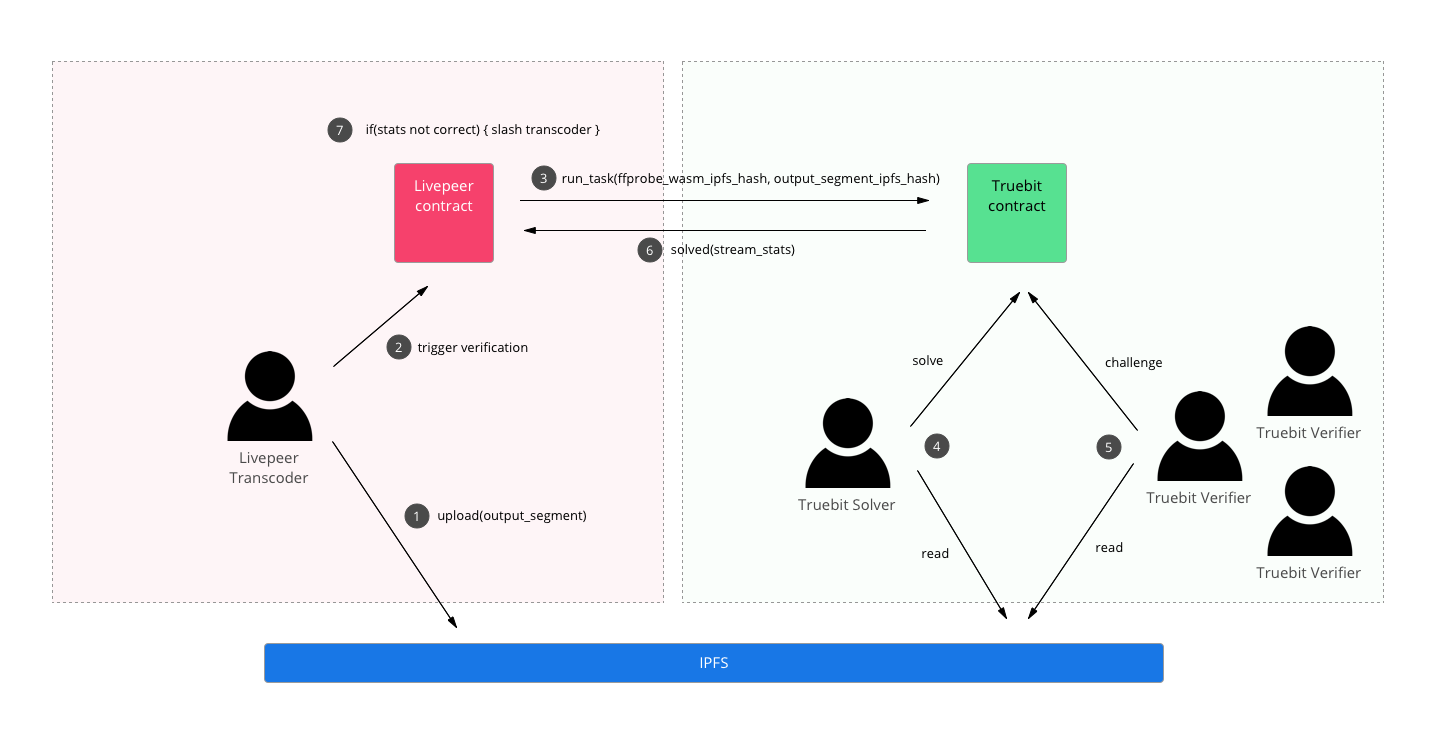 7 if(stats not correct) { slash transcoder }
Livepeer
contract
3 run_task(ffprobe_wasm_ipfs_hash, output_segment_ipfs_hash)
Truebit
contract
6 solved(stream_stats)
2 trigger verification
Livepeer
Transcoder
1 upload(output_segment)
solve
challenge
4
5
Truebit Solver
Truebit Verifier
Truebit Verifier
Truebit Verifier
read
read
IPFS